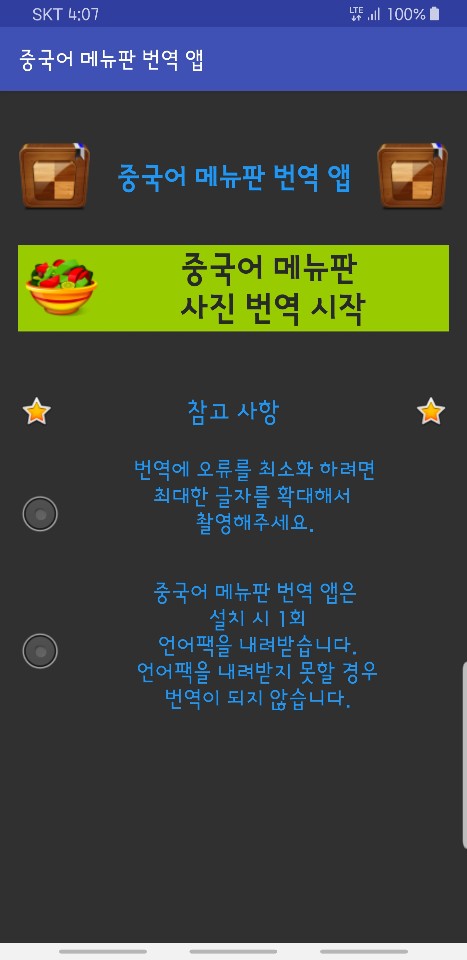 SKT 4:07 LTE 100%
중국어 메뉴판 번역 앱
중국어 메뉴판 번역 앱
중국어 메뉴판
사진 번역 시작
참고 사항
번역에 오류를 최소화 하려면
최대한 글자를 확대해서
촬영해주세요.
중국어 메뉴판 번역 앱은
설치 시 1회
언어팩을 내려받습니다.
언어팩을 내려받지 못할 경우
번역이 되지 않습니다.